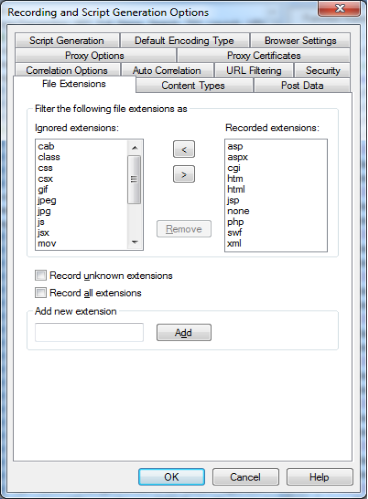 Recording and Script Generation Options
Script Generation Default Encoding Type Browser Settings
Proxy Options Proxy Certificates
Correlation Options Auto Correlation URL Filtering Security
File Extensions Content Types Post Data
Filter the following file extensions as
Ignored extensions: Recorded extensions:
cab < asp
class aspx
css > cgi
csx htm
gif html
jpeg jsp
jpg none
js Remove php
jsx swf
mov xml
Record unknown extensions
Record all extensions
Add new extension
Add
OK Cancel Help